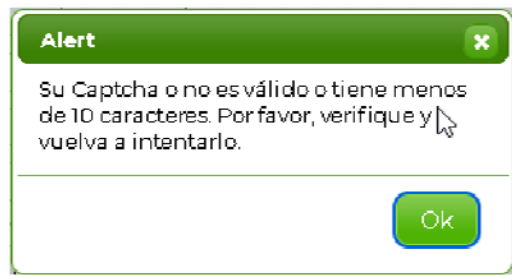 Alert
Su Captcha o no es válido o tiene menos
de 10 caracteres. Por favor, verifique y
vuelva a intentarlo.
Ok